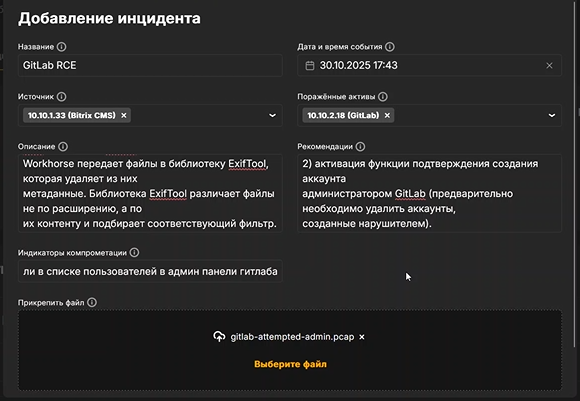 Добавление инцидента
Название
Дата и время события
GitLab RCE
30.10.2025 17:43
Источник
Поражённые активы
10.10.1.33 (Bitrix CMS) ×
10.10.2.18 (GitLab) ×
Описание
Рекомендации
Workhorse передает файлы в библиотеку ExifTool,
которая удаляет из них
метаданные. Библиотека ExifTool различает файлы
не по расширению, а по
их контенту и подбирает соответствующий фильтр.
2) активация функции подтверждения создания
аккаунта
администратором GitLab (предварительно
необходимо удалить аккаунты,
созданные нарушителем).
Индикаторы компрометации
ли в списке пользователей в админ панели гитлаба
Прикрепить файл
gitlab-attempted-admin.pcap ×
Выберите файл